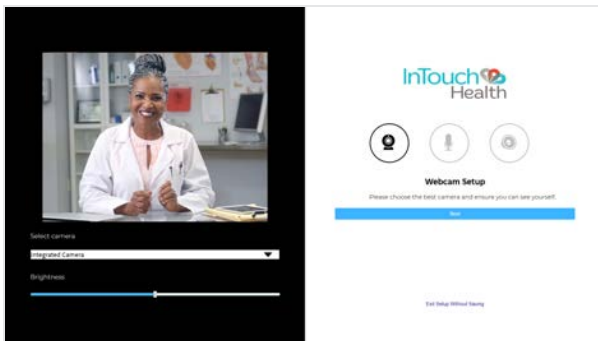 Select camera
Integrated Camera
Brightness
InTouch
Health
Webcam Setup
Please choose the best camera and ensure you can see yourself.
Next
Exit Setup Without Saving